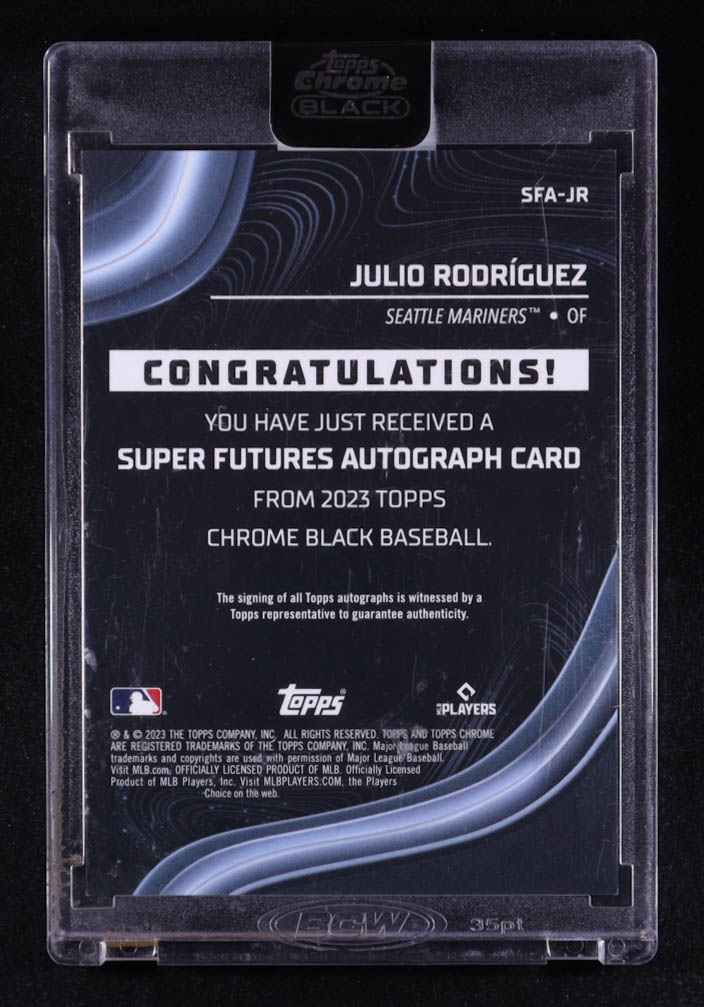 Topps
Chrome
BLACK
SFA-JR
JULIO RODRÍGUEZ
SEATTLE MARINERS™ • OF
CONGRATULATIONS!
YOU HAVE JUST RECEIVED A
SUPER FUTURES AUTOGRAPH CARD
FROM 2023 TOPPS
CHROME BLACK BASEBALL.
The signing of all Topps autographs is witnessed by a
Topps representative to guarantee authenticity.
Topps®
MLB PLAYERS
® & © 2023 THE TOPPS COMPANY, INC. ALL RIGHTS RESERVED. TOPPS AND TOPPS CHROME
ARE REGISTERED TRADEMARKS OF THE TOPPS COMPANY, INC. Major League Baseball
trademarks and copyrights are used with permission of Major League Baseball.
Visit MLB.com. OFFICIALLY LICENSED PRODUCT OF MLB. Officially Licensed
Product of MLB Players, Inc. Visit MLBPLAYERS.COM, the Players
Choice on the web.
BCW 35pt